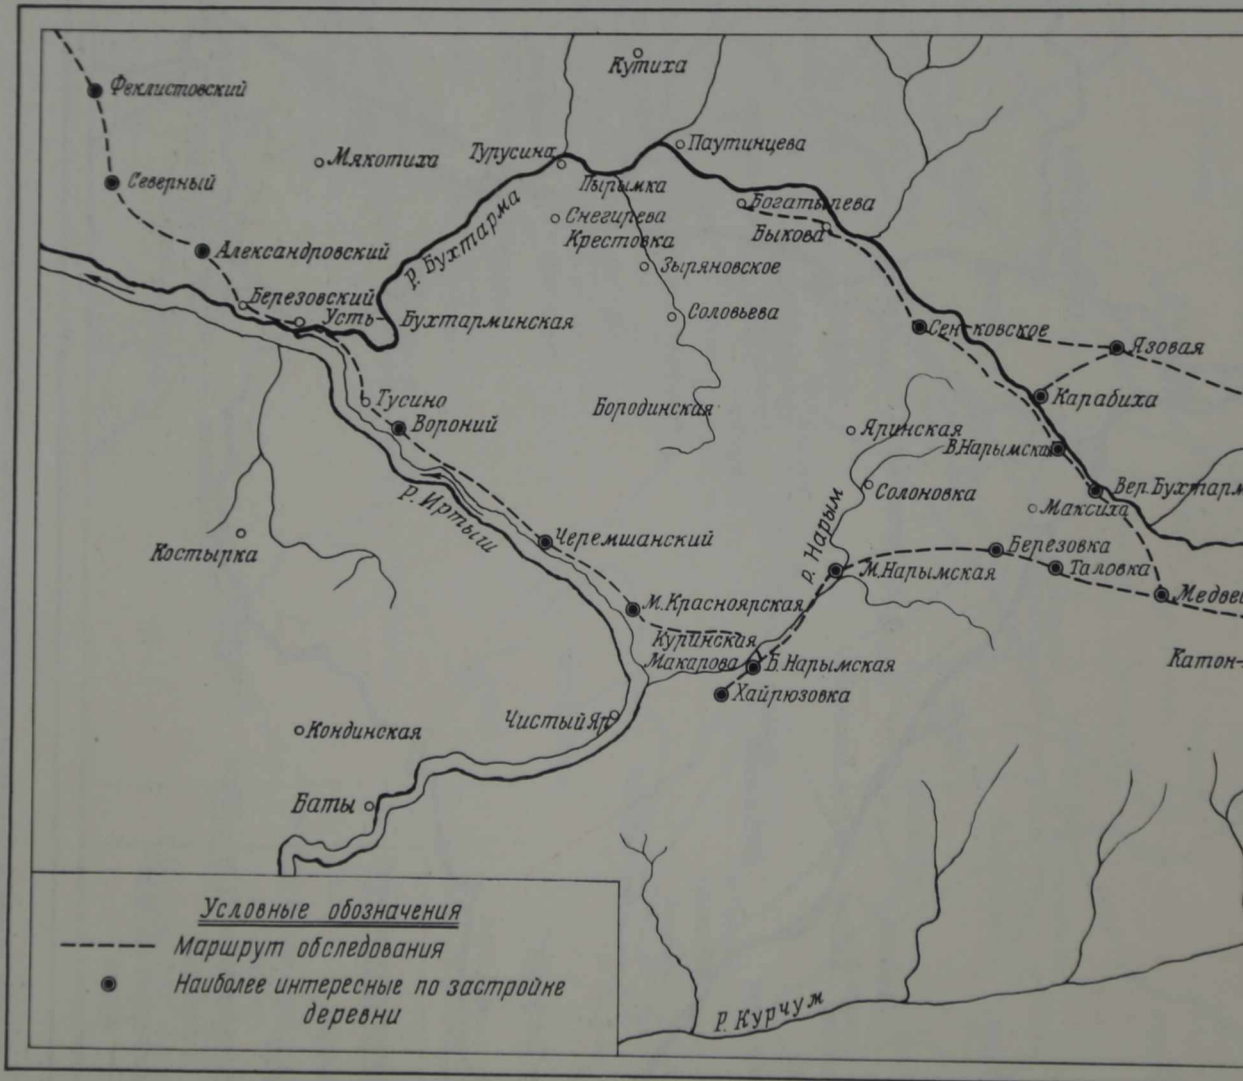 Кутиха
Феклистовский
Мякотиха
Турусина
Паутинцева
Северный
Пырымка
Богатырева
Снегирева
Крестовка
Быкова
р. Бухтарма
Александровский
Зыряновское
Березовский
Усть-Бухтарминская
Соловьева
Сенковское
Язовая
Тусино
Вороний
Бородинская
Карабиха
Яринская
В.Нарымская
р. Иртыш
Солоновка
Вер.Бухтарм
Максиха
р. Нарым
Костырка
Черемшанский
Березовка
М.Нарымская
Таловка
М.Красноярская
Медве
Куринская
Макарова
Б.Нарымская
Катон-
Хайрюзовка
Чистый Яр
Кондинская
Баты
Условные обозначения
Маршрут обследования
Наиболее интересные по застройке
деревни
Р. Курчум